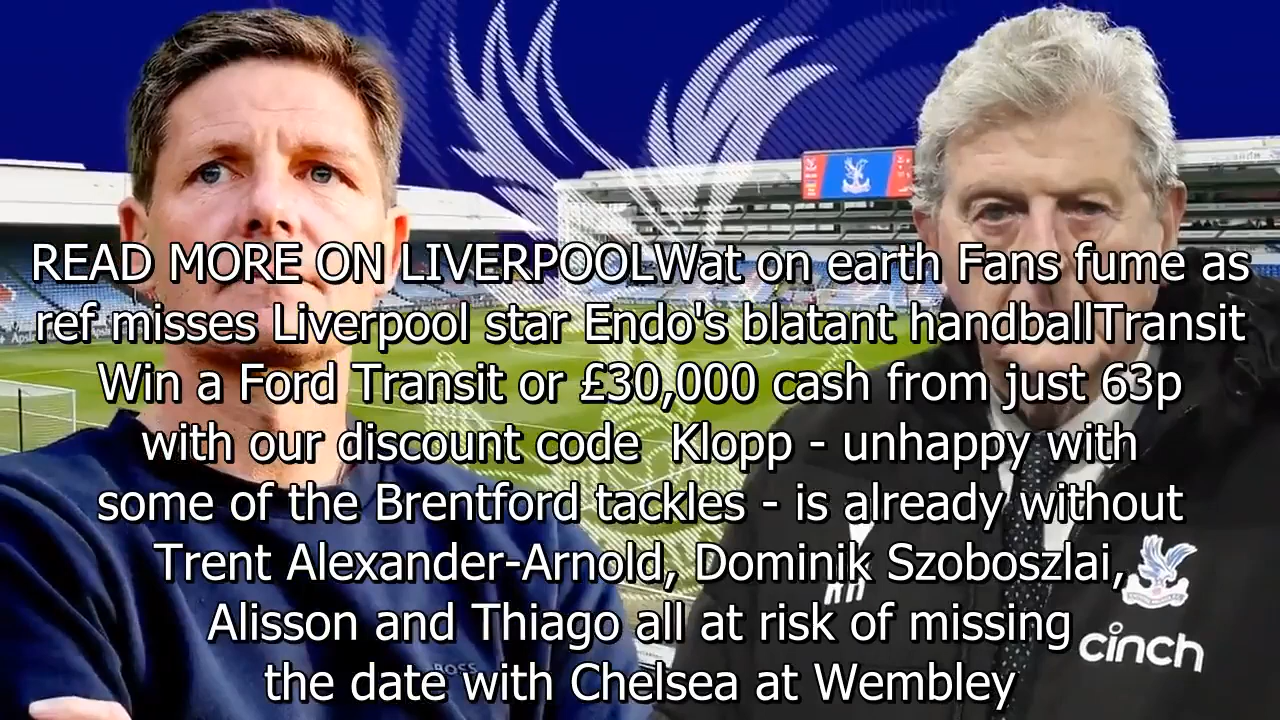 READ MORE ON LIVERPOOLWat on earth Fans fume as
ref misses Liverpool star Endo's blatant handballTransit
Win a Ford Transit or £30,000 cash from just 63p
with our discount code  Klopp - unhappy with
some of the Brentford tackles - is already without
Trent Alexander-Arnold, Dominik Szoboszlai,
Alisson and Thiago all at risk of missing
the date with Chelsea at Wembley
RH
cinch
BOSS